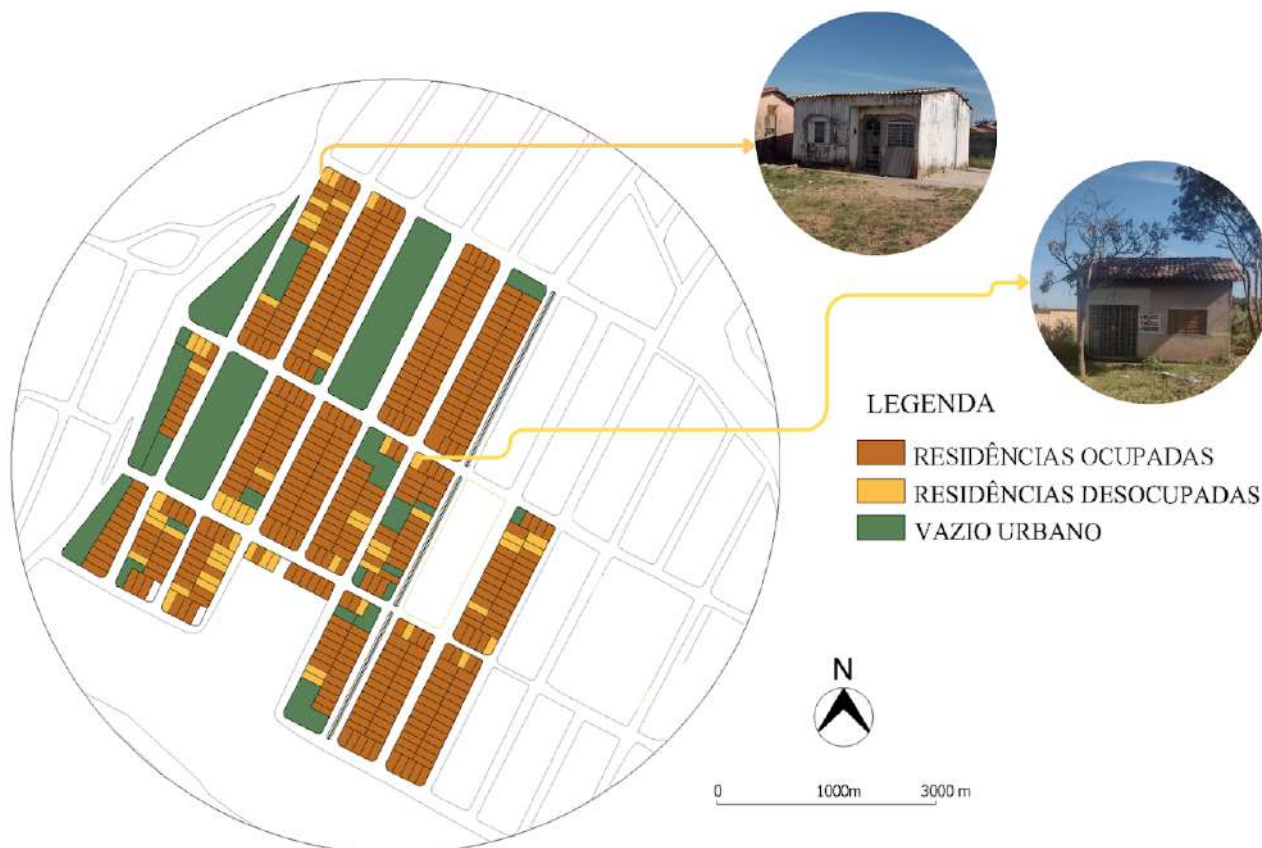 LEGENDA
RESIDÊNCIAS OCUPADAS
RESIDÊNCIAS DESOCUPADAS
VAZIO URBANO
N
0 1000m 3000 m